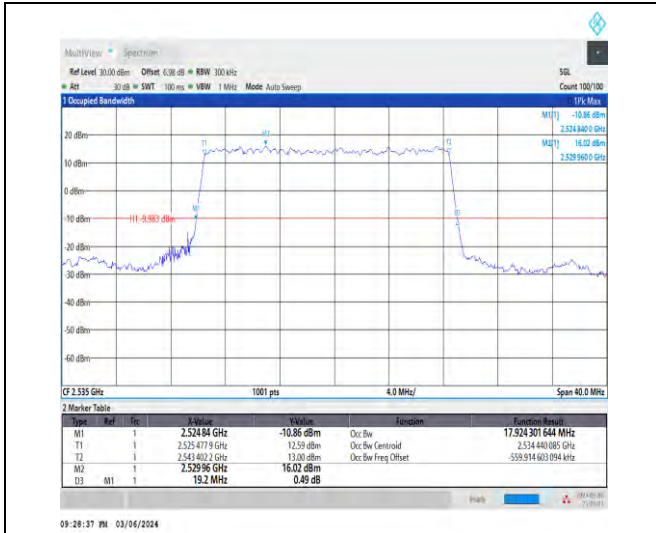 MultiView Spectrum
Ref Level 30.00 dBm Offset 6.98 dB RBW 300 kHz SGL
Att 30 dB SWT 100 ms VBW 1 MHz Mode Auto Sweep Count 100/100
1 Occupied Bandwidth 1Pk Max
M1[1] -10.86 dBm
2.524 840 0 GHz
M2[1] 16.02 dBm
2.529 960 0 GHz
20 dBm
T1 M2 T2
10 dBm
0 dBm
M1
-10 dBm H1 -9.983 dBm D3
-20 dBm
-30 dBm
-40 dBm
-50 dBm
-60 dBm
CF 2.535 GHz 1001 pts 4.0 MHz/ Span 40.0 MHz
2 Marker Table
Type Ref Trc X-Value Y-Value Function Function Result
M1 1 2.524 84 GHz -10.86 dBm Occ Bw 17.924 301 644 MHz
T1 1 2.525 477 9 GHz 12.59 dBm Occ Bw Centroid 2.534 440 085 GHz
T2 1 2.543 402 2 GHz 13.00 dBm Occ Bw Freq Offset -559.914 603 094 kHz
M2 1 2.529 96 GHz 16.02 dBm
D3 M1 1 19.2 MHz 0.49 dB
Ready
09:28:37 PM 03/06/2024